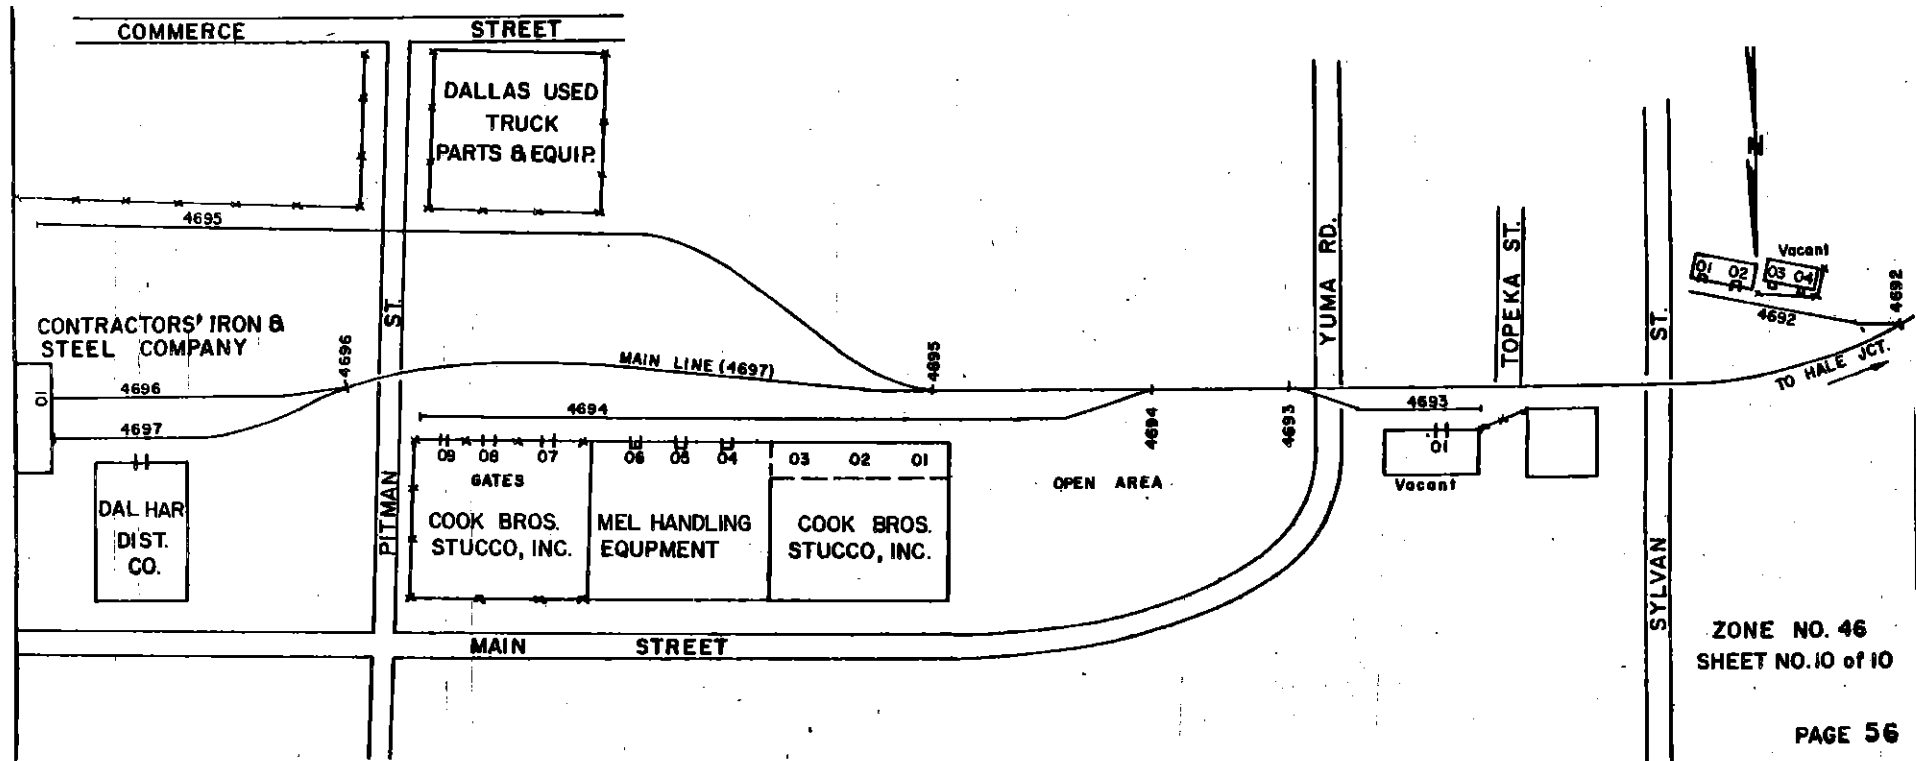 COMMERCE STREET
DALLAS USED
TRUCK
PARTS & EQUIP.
4695
CONTRACTORS' IRON &
STEEL COMPANY
01
4696
4697
4696
DAL HAR
DIST.
CO.
PITMAN ST.
MAIN LINE (4697)
4695
4694
09 08 07
GATES
COOK BROS.
STUCCO, INC.
06 05 04
MEL HANDLING
EQUPMENT
03 02 01
COOK BROS.
STUCCO, INC.
OPEN AREA
4694
4693
YUMA RD.
4693
01
Vacant
TOPEKA ST.
SYLVAN ST.
N
Vacant
01 02 03 04
4692
4692
TO HALE JCT.
MAIN STREET
ZONE NO. 46
SHEET NO. 10 of 10
PAGE 56